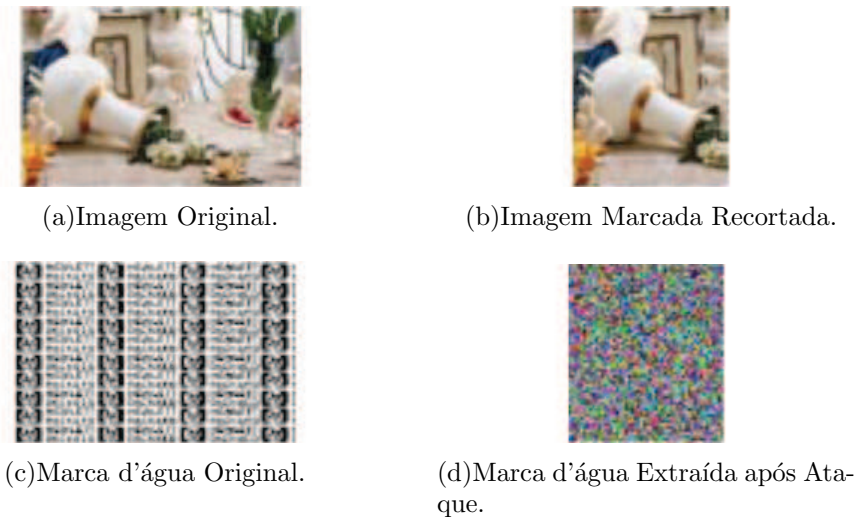 (a)Imagem Original.
(b)Imagem Marcada Recortada.
(c)Marca d'água Original.
(d)Marca d'água Extraída após Ata-
que.